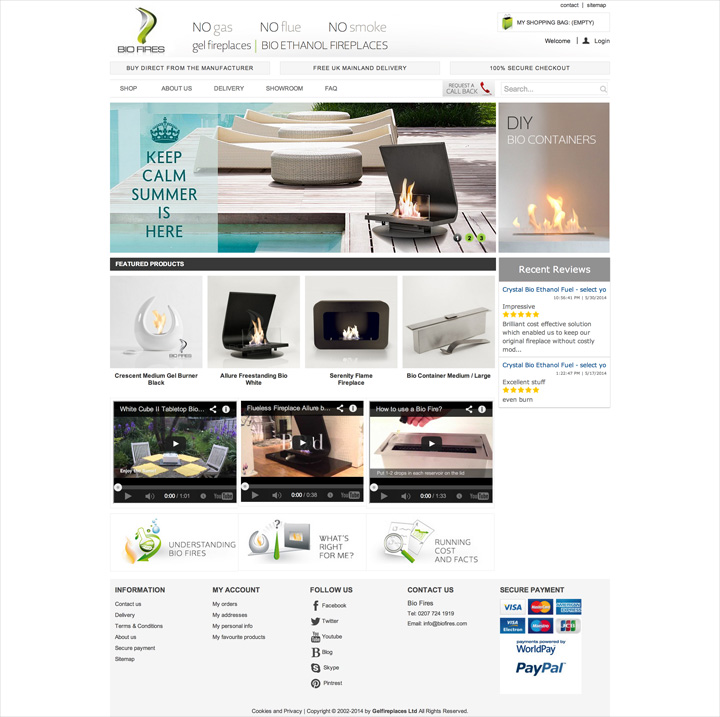 contact | sitemap
BIO FIRES
NO gas NO flue NO smoke
gel fireplaces | BIO ETHANOL FIREPLACES
MY SHOPPING BAG: (EMPTY)
Welcome | Login
BUY DIRECT FROM THE MANUFACTURER
FREE UK MAINLAND DELIVERY
100% SECURE CHECKOUT
SHOP ABOUT US DELIVERY SHOWROOM FAQ
REQUEST A
CALL BACK
Search...
KEEP
CALM
SUMMER
IS
HERE
1 2 3
DIY
BIO CONTAINERS
FEATURED PRODUCTS
BIO FIRES
Crescent Medium Gel Burner
Black
Allure Freestanding Bio
White
Serenity Flame
Fireplace
Bio Container Medium / Large
Recent Reviews
Crystal Bio Ethanol Fuel - select yo
10:36:41 PM | 5/30/2014
Impressive
Brilliant cost effective solution
which enabled us to keep our
original fireplace without costly
mod...
Crystal Bio Ethanol Fuel - select yo
1:22:47 PM | 5/17/2014
Excellent stuff
even burn
White Cube II Tabletop Bio...
0:00 / 1:01
YouTube
Flueless Fireplace Allure b...
0:00 / 0:38
YouTube
How to use a Bio Fire?
Put 1-2 drops in each reservoir on the kid
0:00 / 1:33
YouTube
UNDERSTANDING
BIO FIRES
WHAT'S
RIGHT
FOR ME?
RUNNING
COST
AND FACTS
INFORMATION
Contact us
Delivery
Terms & Conditions
About us
Secure payment
Sitemap
MY ACCOUNT
My orders
My addresses
My personal info
My favourite products
FOLLOW US
Facebook
Twitter
Youtube
Blog
Skype
Pintrest
CONTACT US
Bio Fires
Tel: 0207 724 1919
Email: info@biofires.com
SECURE PAYMENT
VISA MasterCard AMERICAN EXPRESS
VISA Electron Maestro JCB
payments powered by
WorldPay
PayPal
Cookies and Privacy | Copyright © 2002-2014 by Gelfireplaces Ltd All Rights Reserved.